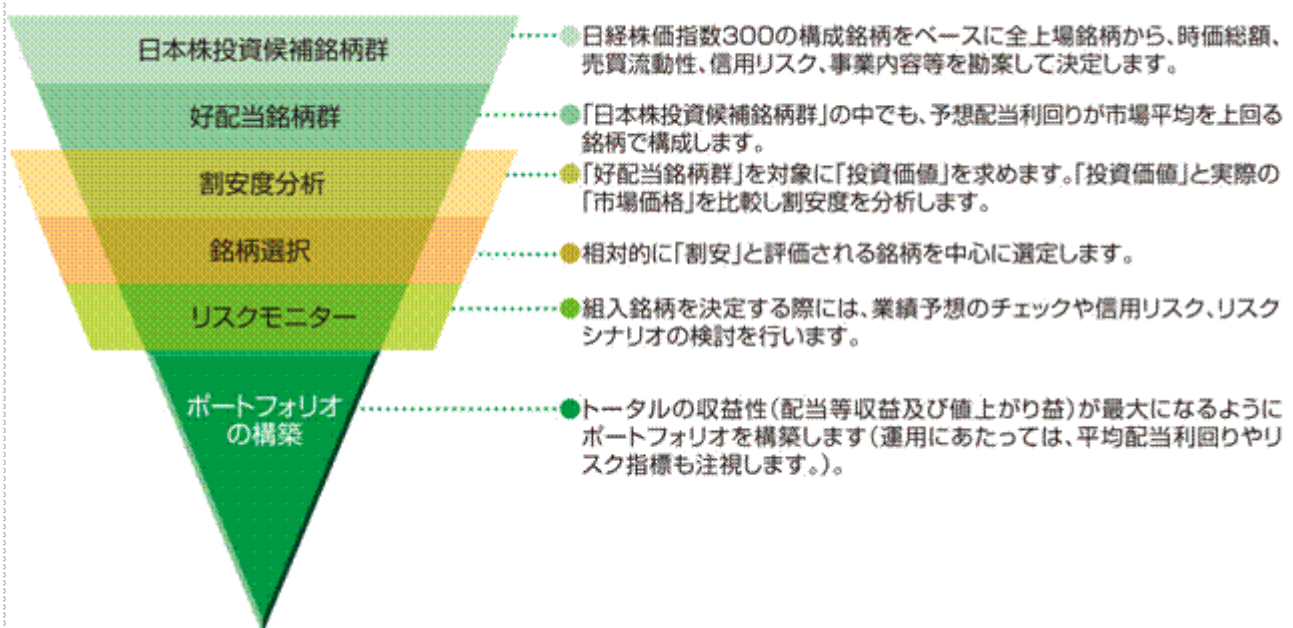 日本株投資候補銘柄群
日経株価指数300の構成銘柄をベースに全上場銘柄から、時価総額、
売買流動性、信用リスク、事業内容等を勘案して決定します。
好配当銘柄群
「日本株投資候補銘柄群」の中でも、予想配当利回りが市場平均を上回る
銘柄で構成します。
割安度分析
「好配当銘柄群」を対象に「投資価値」を求めます。「投資価値」と実際の
「市場価格」を比較し割安度を分析します。
銘柄選択
相対的に「割安」と評価される銘柄を中心に選定します。
リスクモニター
組入銘柄を決定する際には、業績予想のチェックや信用リスク、リスク
シナリオの検討を行います。
ポートフォリオ
の構築
トータルの収益性(配当等収益及び値上がり益)が最大になるように
ポートフォリオを構築します(運用にあたっては、平均配当利回りやリ
スク指標も注視します。)。